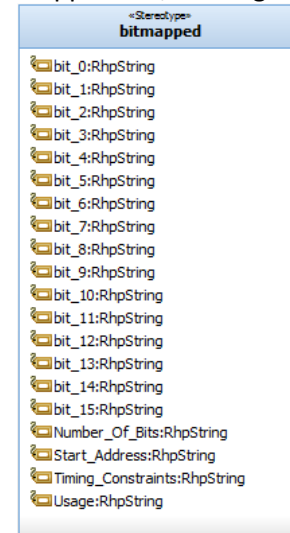 «Stereotype»
bitmapped
bit_0:RhpString
bit_1:RhpString
bit_2:RhpString
bit_3:RhpString
bit_4:RhpString
bit_5:RhpString
bit_6:RhpString
bit_7:RhpString
bit_8:RhpString
bit_9:RhpString
bit_10:RhpString
bit_11:RhpString
bit_12:RhpString
bit_13:RhpString
bit_14:RhpString
bit_15:RhpString
Number_Of_Bits:RhpString
Start_Address:RhpString
Timing_Constraints:RhpString
Usage:RhpString